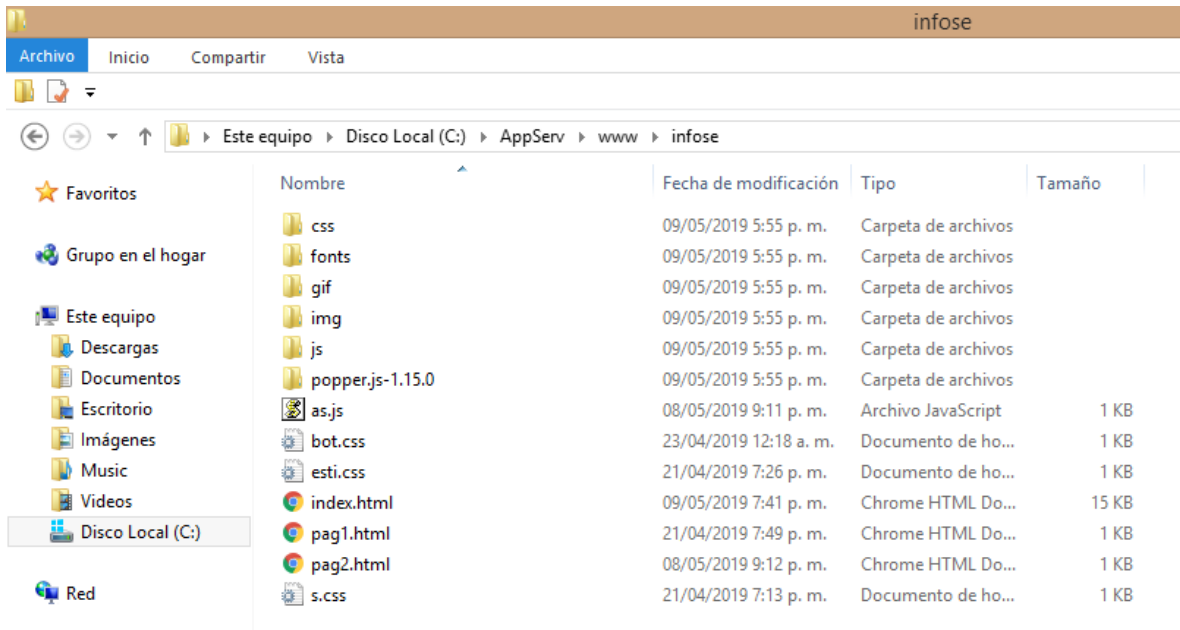 infose
Archivo Inicio Compartir Vista
Este equipo Disco Local (C:) AppServ www infose
Favoritos
Grupo en el hogar
Este equipo
Descargas
Documentos
Escritorio
Imágenes
Music
Videos
Disco Local (C:)
Red
Nombre Fecha de modificación Tipo Tamaño
css 09/05/2019 5:55 p. m. Carpeta de archivos
fonts 09/05/2019 5:55 p. m. Carpeta de archivos
gif 09/05/2019 5:55 p. m. Carpeta de archivos
img 09/05/2019 5:55 p. m. Carpeta de archivos
js 09/05/2019 5:55 p. m. Carpeta de archivos
popper.js-1.15.0 09/05/2019 5:55 p. m. Carpeta de archivos
as.js 08/05/2019 9:11 p. m. Archivo JavaScript 1 KB
bot.css 23/04/2019 12:18 a. m. Documento de ho... 1 KB
esti.css 21/04/2019 7:26 p. m. Documento de ho... 1 KB
index.html 09/05/2019 7:41 p. m. Chrome HTML Do... 15 KB
pag1.html 21/04/2019 7:49 p. m. Chrome HTML Do... 1 KB
pag2.html 08/05/2019 9:12 p. m. Chrome HTML Do... 1 KB
s.css 21/04/2019 7:13 p. m. Documento de ho... 1 KB